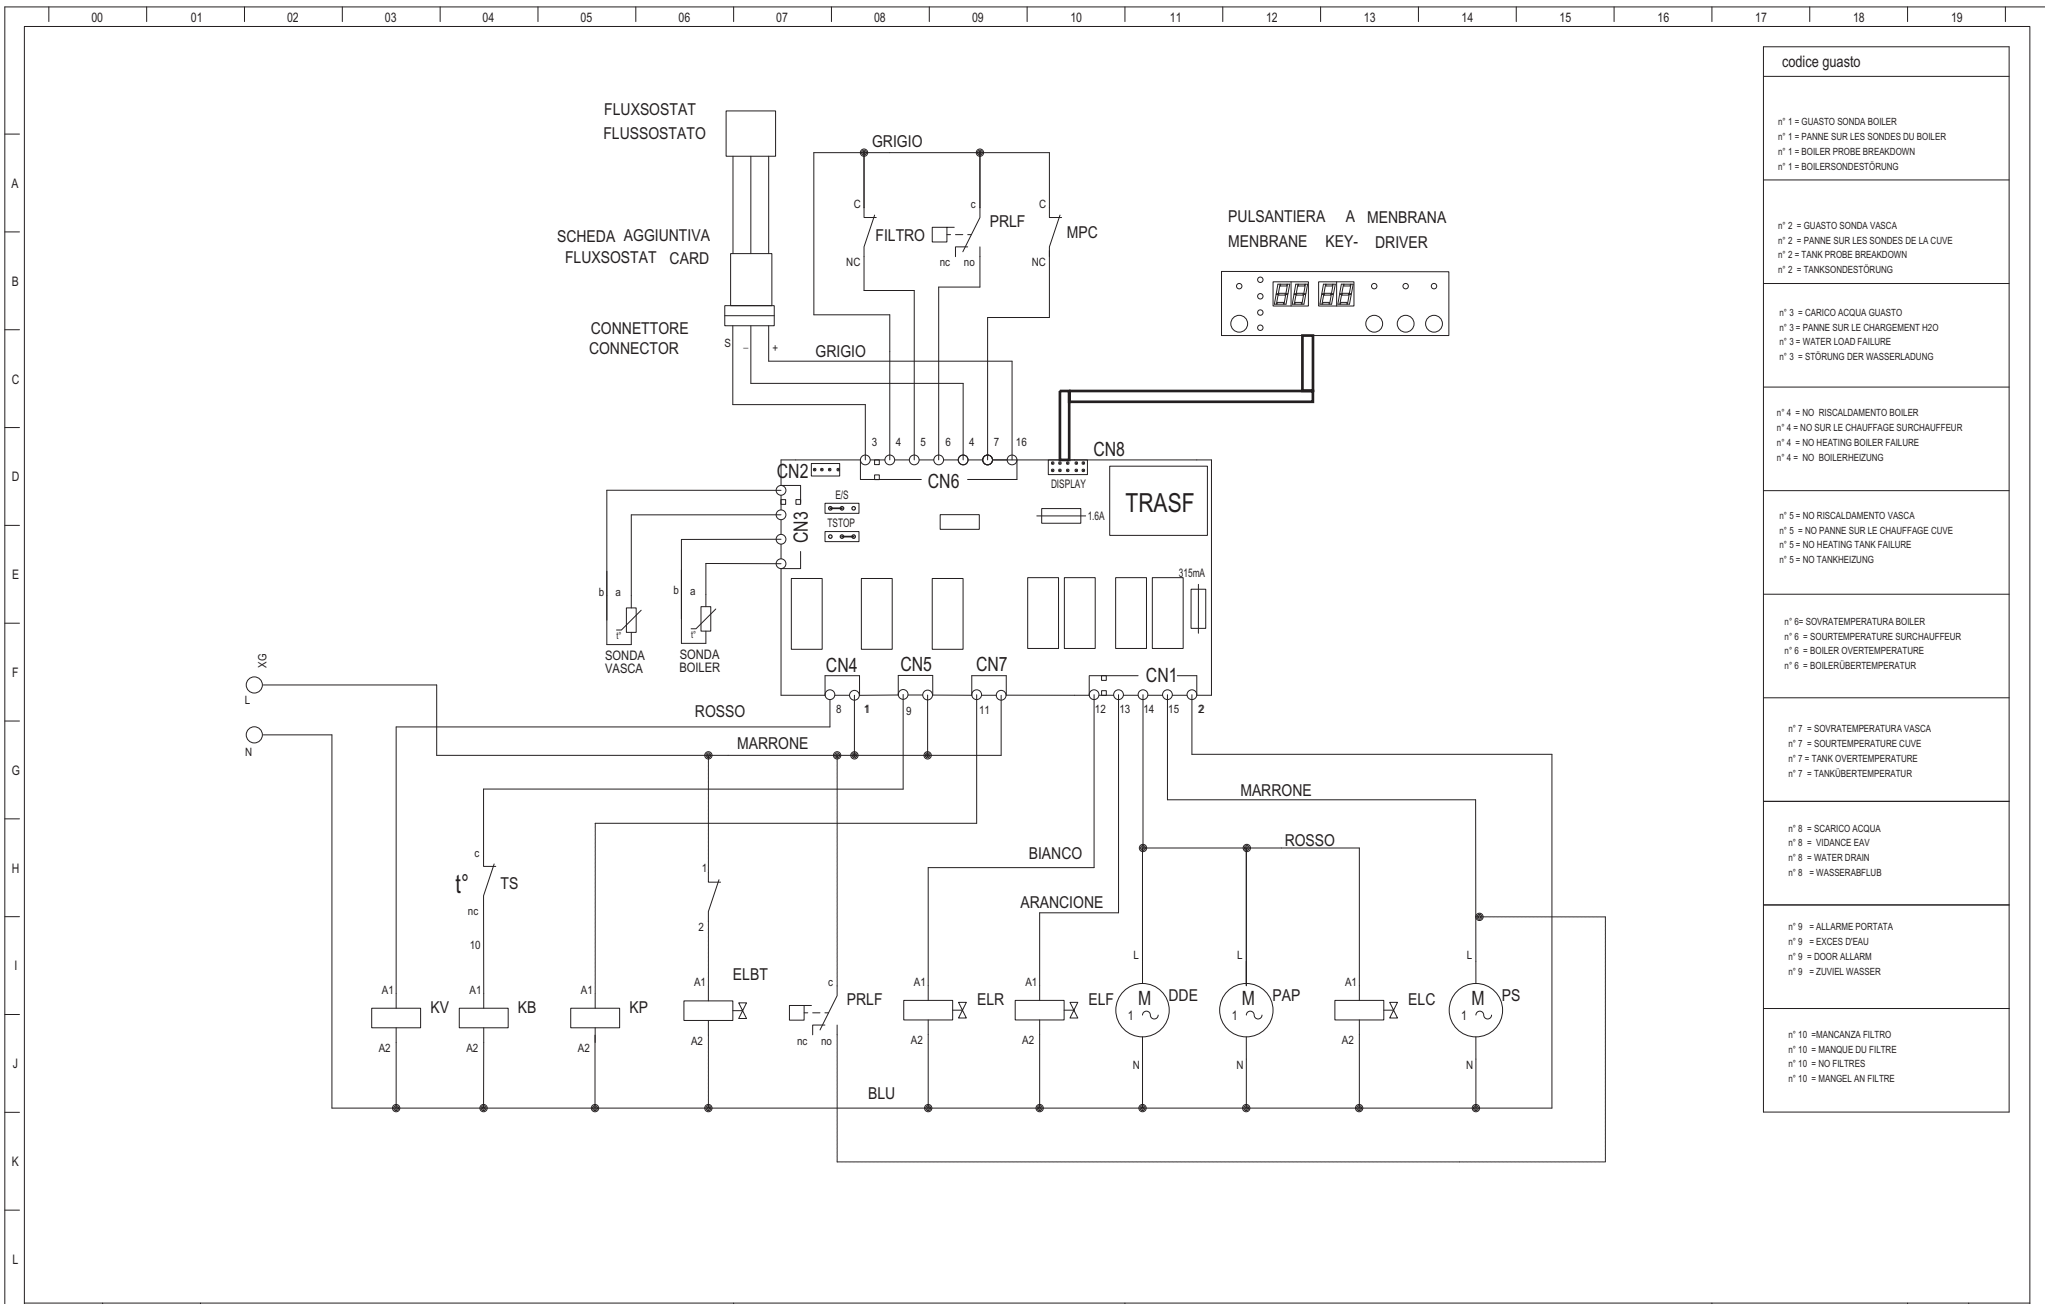 00 01 02 03 04 05 06 07 08 09 10 11 12 13 14 15 16 17 18 19
A
B
C
D
E
F
G
H
I
J
K
L
FLUXSOSTAT
FLUSSOSTATO
SCHEDA AGGIUNTIVA
FLUXSOSTAT CARD
CONNETTORE
CONNECTOR
S – +
GRIGIO
GRIGIO
C FILTRO NC
c PRLF nc no
C MPC NC
PULSANTIERA A MENBRANA
MENBRANE KEY- DRIVER
88 88
3 4 5 6 4 7 16
CN8
CN2
CN6
DISPLAY
TRASF
E/S
CN3
TSTOP
1.6A
315mA
b a
t°
SONDA
VASCA
b a
t°
SONDA
BOILER
CN4 CN5 CN7 CN1
8 1 9 11 12 13 14 15 2
XG
L
N
ROSSO
MARRONE
MARRONE
ROSSO
BIANCO
ARANCIONE
c
t° TS
nc
10
1
2
A1 KV A2
A1 KB A2
A1 KP A2
A1 ELBT A2
c PRLF nc no
A1 ELR A2
A1 ELF A2
L M 1 DDE N
L M 1 PAP N
A1 ELC A2
L M 1 PS N
BLU
codice guasto
n° 1 = GUASTO SONDA BOILER
n° 1 = PANNE SUR LES SONDES DU BOILER
n° 1 = BOILER PROBE BREAKDOWN
n° 1 = BOILERSONDESTÖRUNG
n° 2 = GUASTO SONDA VASCA
n° 2 = PANNE SUR LES SONDES DE LA CUVE
n° 2 = TANK PROBE BREAKDOWN
n° 2 = TANKSONDESTÖRUNG
n° 3 = CARICO ACQUA GUASTO
n° 3 = PANNE SUR LE CHARGEMENT H2O
n° 3 = WATER LOAD FAILURE
n° 3 = STÖRUNG DER WASSERLADUNG
n° 4 = NO RISCALDAMENTO BOILER
n° 4 = NO SUR LE CHAUFFAGE SURCHAUFFEUR
n° 4 = NO HEATING BOILER FAILURE
n° 4 = NO BOILERHEIZUNG
n° 5 = NO RISCALDAMENTO VASCA
n° 5 = NO PANNE SUR LE CHAUFFAGE CUVE
n° 5 = NO HEATING TANK FAILURE
n° 5 = NO TANKHEIZUNG
n° 6= SOVRATEMPERATURA BOILER
n° 6 = SOURTEMPERATURE SURCHAUFFEUR
n° 6 = BOILER OVERTEMPERATURE
n° 6 = BOILERÜBERTEMPERATUR
n° 7 = SOVRATEMPERATURA VASCA
n° 7 = SOURTEMPERATURE CUVE
n° 7 = TANK OVERTEMPERATURE
n° 7 = TANKÜBERTEMPERATUR
n° 8 = SCARICO ACQUA
n° 8 = VIDANCE EAV
n° 8 = WATER DRAIN
n° 8 = WASSERABFLUB
n° 9 = ALLARME PORTATA
n° 9 = EXCES D'EAU
n° 9 = DOOR ALLARM
n° 9 = ZUVIEL WASSER
n° 10 =MANCANZA FILTRO
n° 10 = MANQUE DU FILTRE
n° 10 = NO FILTRES
n° 10 = MANGEL AN FILTRE